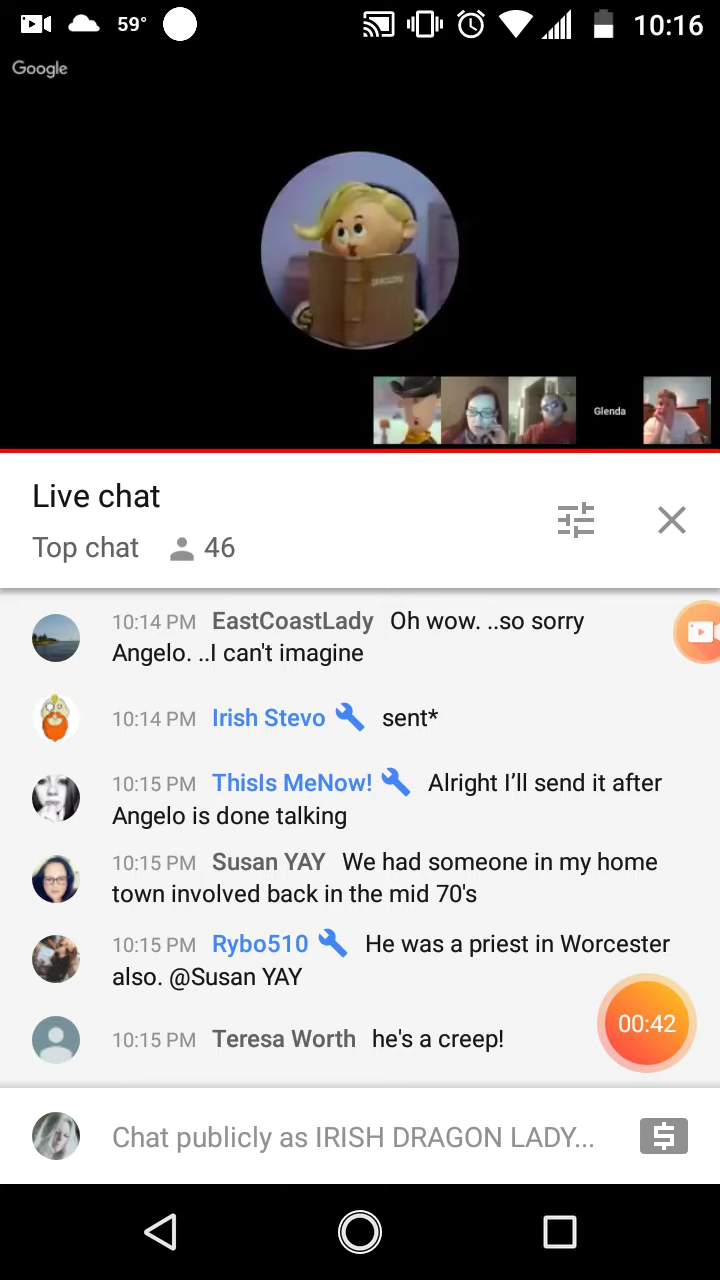 59° 10:16
Google
Glenda
Live chat
Top chat 46
10:14 PM EastCoastLady Oh wow. ..so sorry
Angelo. ..I can't imagine
10:14 PM Irish Stevo sent*
10:15 PM ThisIs MeNow! Alright I’ll send it after
Angelo is done talking
10:15 PM Susan YAY We had someone in my home
town involved back in the mid 70's
10:15 PM Rybo510 He was a priest in Worcester
also. @Susan YAY
00:42
10:15 PM Teresa Worth he's a creep!
Chat publicly as IRISH DRAGON LADY...